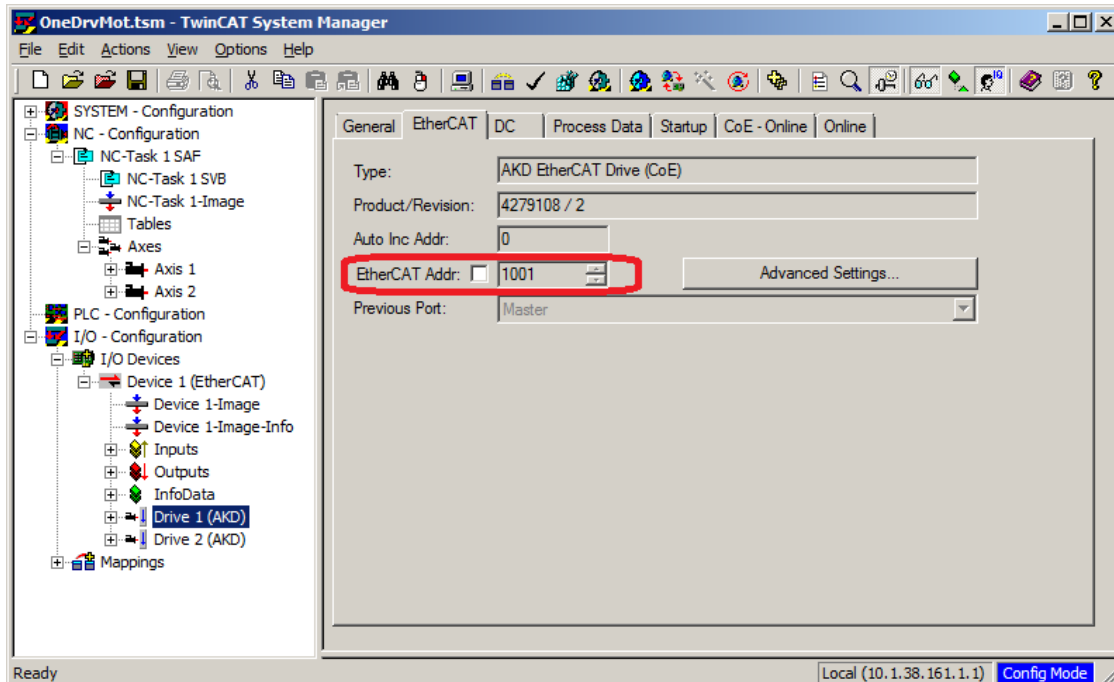 OneDrvMot.tsm - TwinCAT System Manager
File Edit Actions View Options Help
SYSTEM - Configuration
NC - Configuration
NC-Task 1 SAF
NC-Task 1 SVB
NC-Task 1-Image
Tables
Axes
Axis 1
Axis 2
PLC - Configuration
I/O - Configuration
I/O Devices
Device 1 (EtherCAT)
Device 1-Image
Device 1-Image-Info
Inputs
Outputs
InfoData
Drive 1 (AKD)
Drive 2 (AKD)
Mappings
General EtherCAT DC Process Data Startup CoE - Online Online
Type: AKD EtherCAT Drive (CoE)
Product/Revision: 4279108 / 2
Auto Inc Addr: 0
EtherCAT Addr: 1001 Advanced Settings...
Previous Port: Master
Ready Local (10.1.38.161.1.1) Config Mode